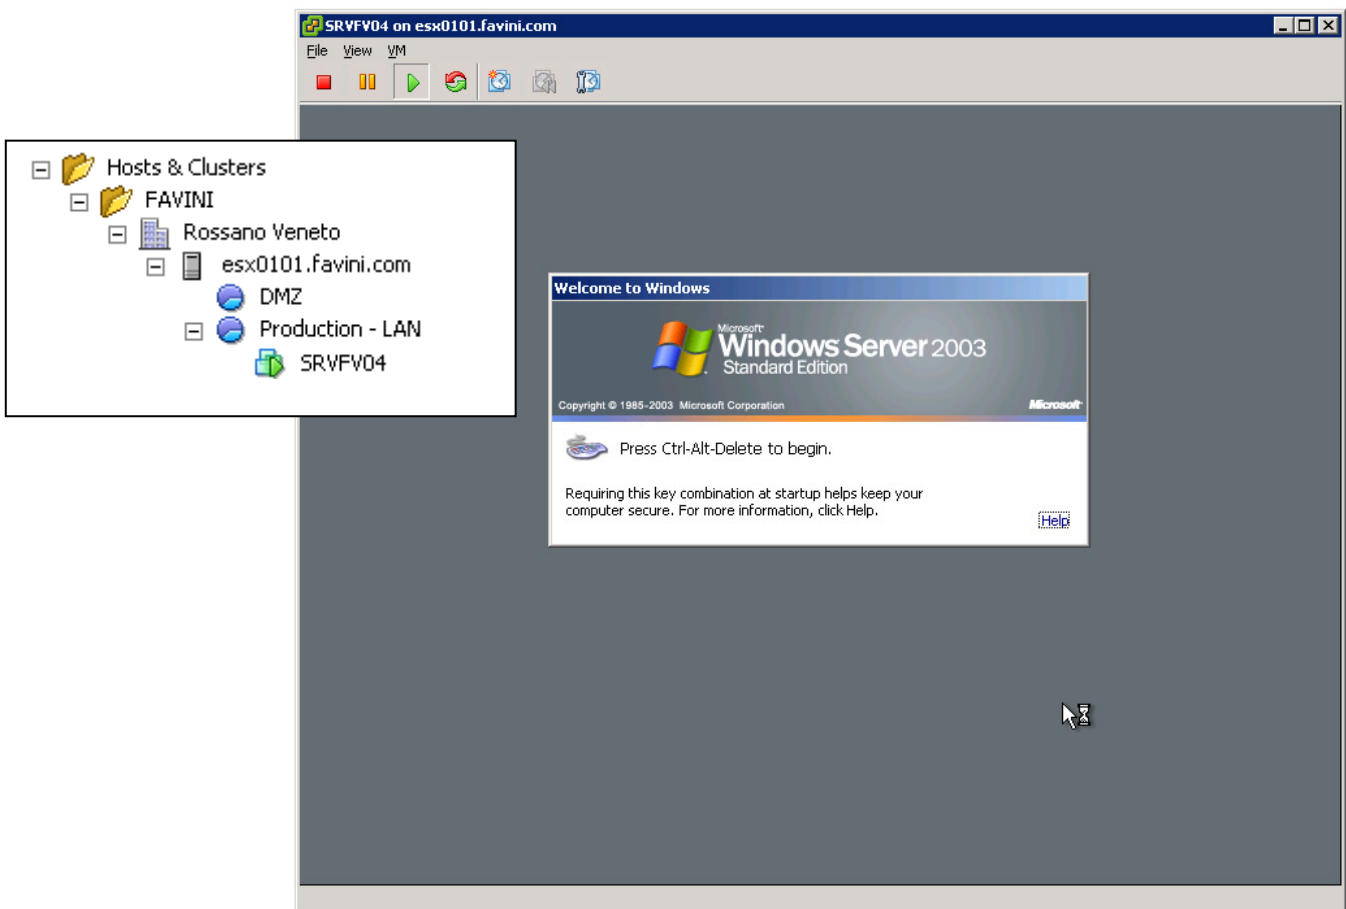 SRVFV04 on esx0101.favini.com
File View VM
Hosts & Clusters
FAVINI
Rossano Veneto
esx0101.favini.com
DMZ
Production - LAN
SRVFV04
Welcome to Windows
Microsoft
Windows Server 2003
Standard Edition
Copyright © 1985-2003 Microsoft Corporation
Microsoft
Press Ctrl-Alt-Delete to begin.
Requiring this key combination at startup helps keep your
computer secure. For more information, click Help.
Help